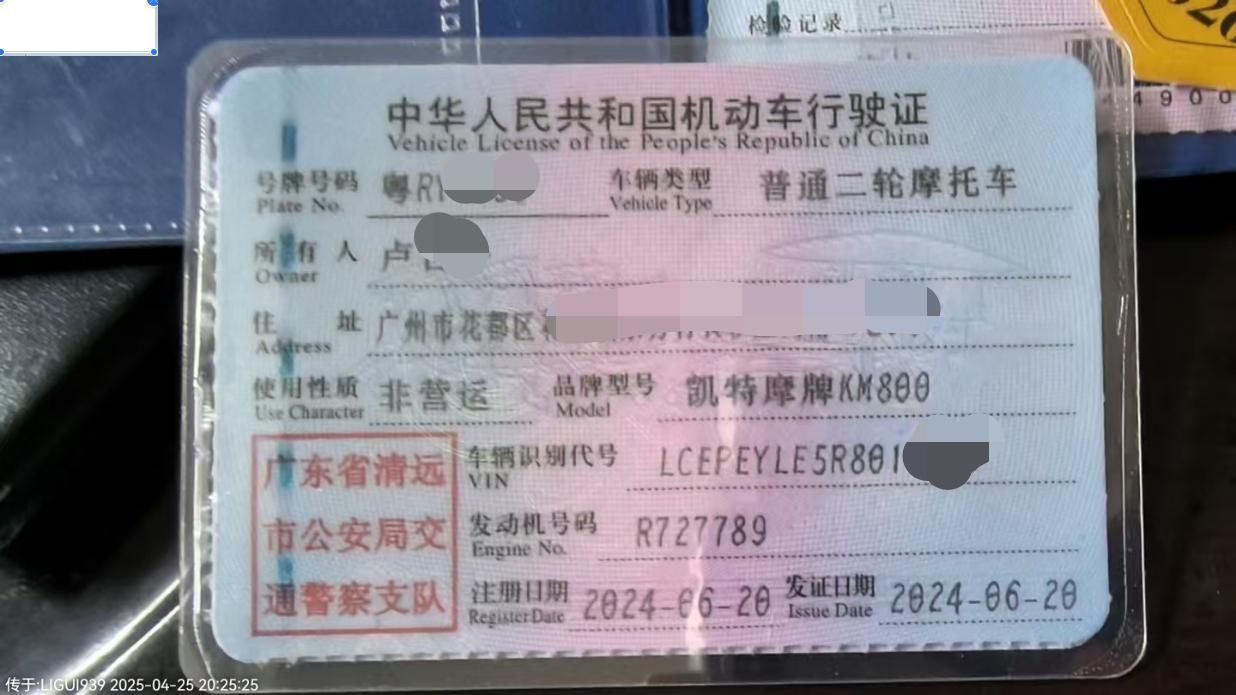 检验记录
4900
中华人民共和国机动车行驶证
Vehicle License of the People's Republic of China
号牌号码 粤RY 车辆类型 普通二轮摩托车
Plate No. Vehicle Type
所有人 卢
Owner
住址 广州市花都区
Address
使用性质 非营运 品牌型号 凯特摩牌KM800
Use Character Model
广东省清远 车辆识别代号 LCEPEYLE5R801
VIN
市公安局交 发动机号码 R727789
Engine No.
通警察支队 注册日期 2024-06-20 发证日期 2024-06-20
Register Date Issue Date
传于:LIGUI939 2025-04-25 20:25:25